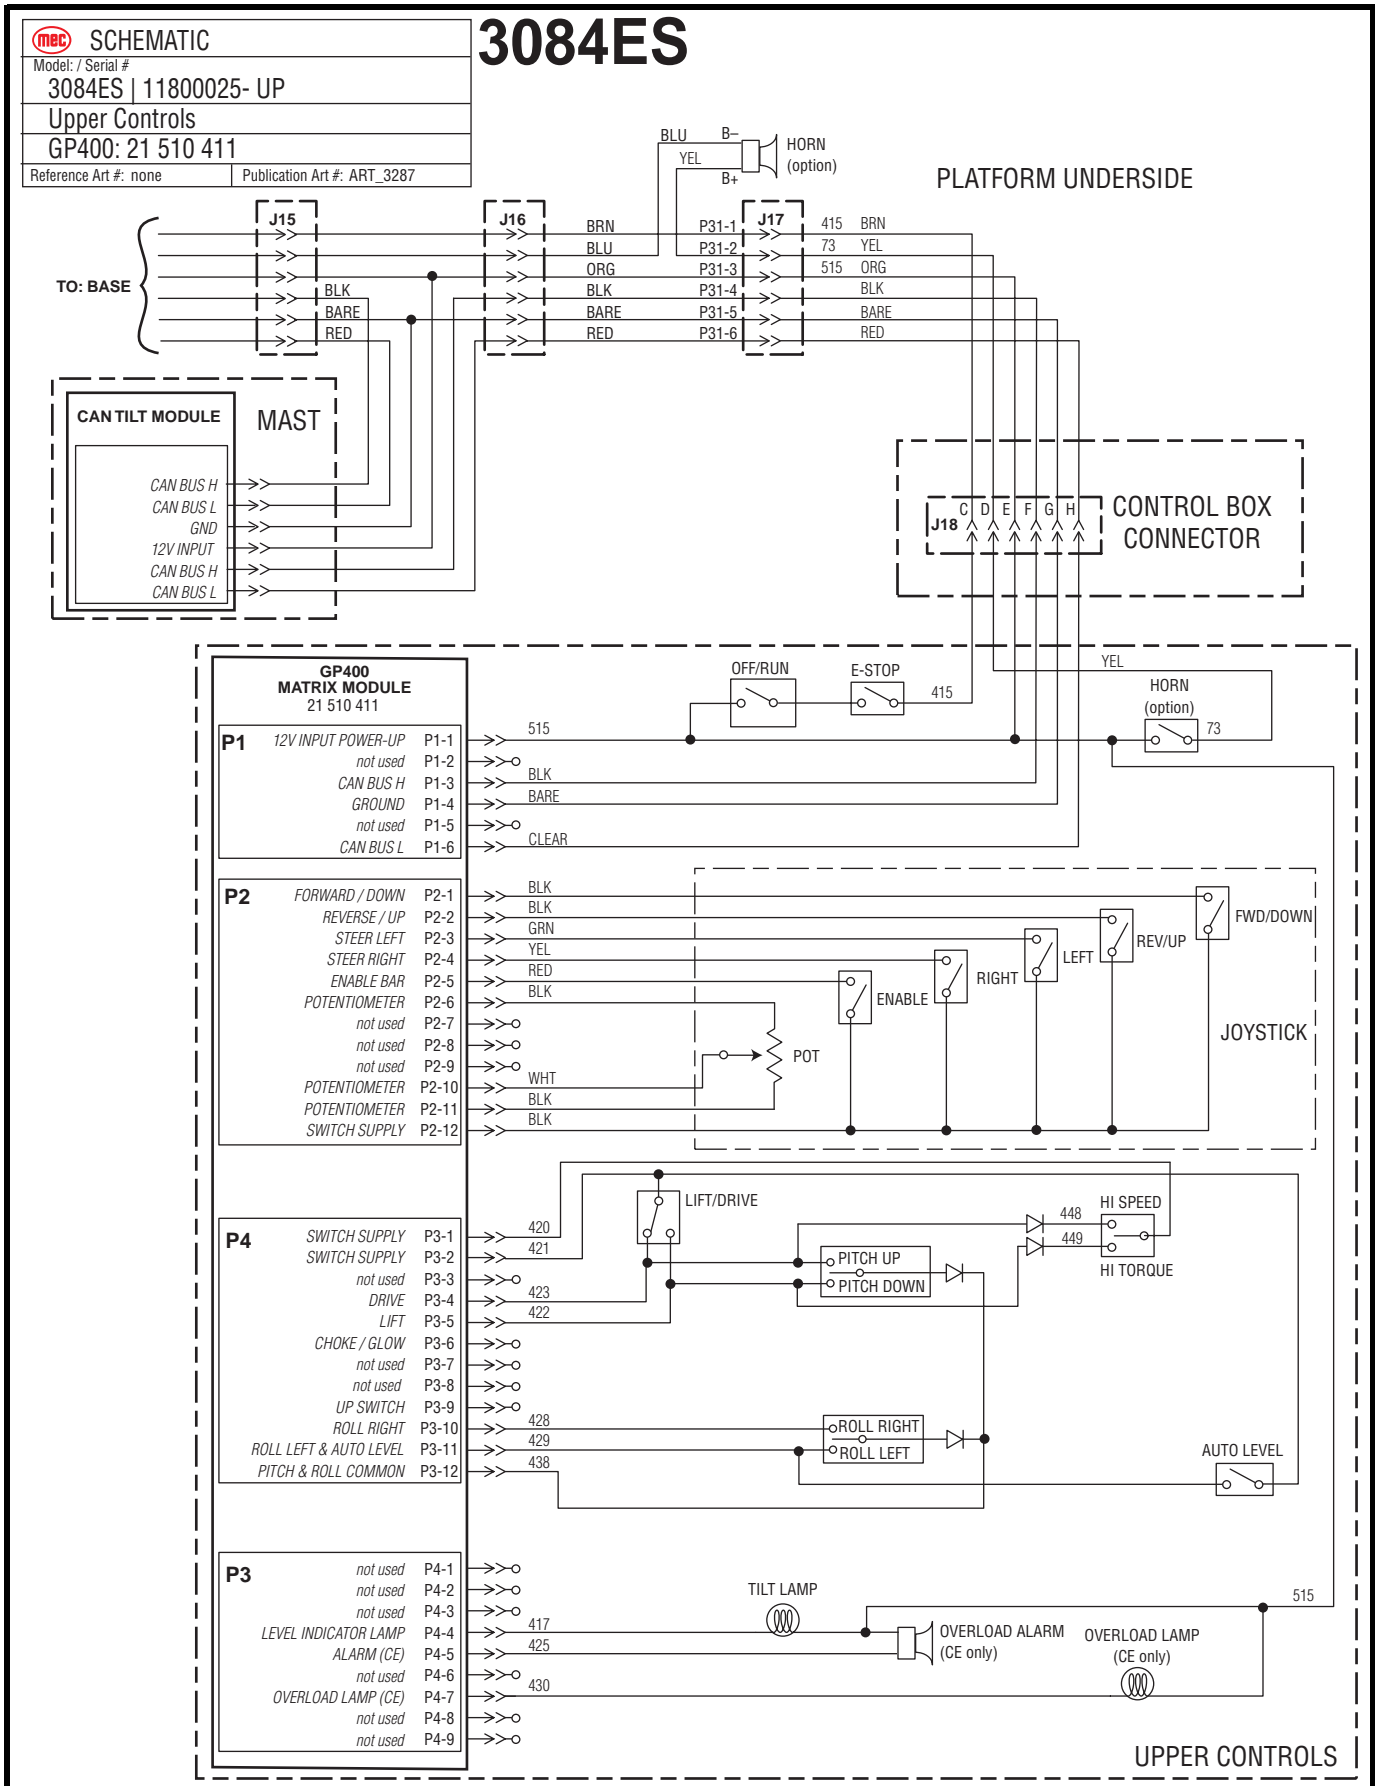 3084ES
mec SCHEMATIC
Model: / Serial #
3084ES | 11800025- UP
Upper Controls
GP400: 21 510 411
Reference Art #: none
Publication Art #: ART_3287
BLU B–
YEL
B+
HORN
(option)
PLATFORM UNDERSIDE
J15
J16
J17
BRN P31-1 415 BRN
BLU P31-2 73 YEL
ORG P31-3 515 ORG
BLK BLK P31-4 BLK
BARE BARE P31-5 BARE
RED RED P31-6 RED
TO: BASE
CAN TILT MODULE
MAST
CAN BUS H
CAN BUS L
GND
12V INPUT
CAN BUS H
CAN BUS L
J18
C D E F G H
CONTROL BOX
CONNECTOR
GP400
MATRIX MODULE
21 510 411
OFF/RUN
E-STOP
415
YEL
HORN
(option)
73
P1
12V INPUT POWER-UP P1-1 515
not used P1-2
CAN BUS H P1-3 BLK
GROUND P1-4 BARE
not used P1-5
CAN BUS L P1-6 CLEAR
P2
FORWARD / DOWN P2-1 BLK
REVERSE / UP P2-2 BLK
STEER LEFT P2-3 GRN
STEER RIGHT P2-4 YEL
ENABLE BAR P2-5 RED
POTENTIOMETER P2-6 BLK
not used P2-7
not used P2-8
not used P2-9
POTENTIOMETER P2-10 WHT
POTENTIOMETER P2-11 BLK
SWITCH SUPPLY P2-12 BLK
FWD/DOWN
REV/UP
LEFT
RIGHT
ENABLE
POT
JOYSTICK
LIFT/DRIVE
HI SPEED
448
449
HI TORQUE
PITCH UP
PITCH DOWN
P4
SWITCH SUPPLY P3-1 420
SWITCH SUPPLY P3-2 421
not used P3-3
DRIVE P3-4 423
LIFT P3-5 422
CHOKE / GLOW P3-6
not used P3-7
not used P3-8
UP SWITCH P3-9
ROLL RIGHT P3-10 428
ROLL LEFT & AUTO LEVEL P3-11 429
PITCH & ROLL COMMON P3-12 438
ROLL RIGHT
ROLL LEFT
AUTO LEVEL
P3
not used P4-1
not used P4-2
not used P4-3
LEVEL INDICATOR LAMP P4-4 417
ALARM (CE) P4-5 425
not used P4-6
OVERLOAD LAMP (CE) P4-7 430
not used P4-8
not used P4-9
TILT LAMP
515
OVERLOAD ALARM
(CE only)
OVERLOAD LAMP
(CE only)
UPPER CONTROLS